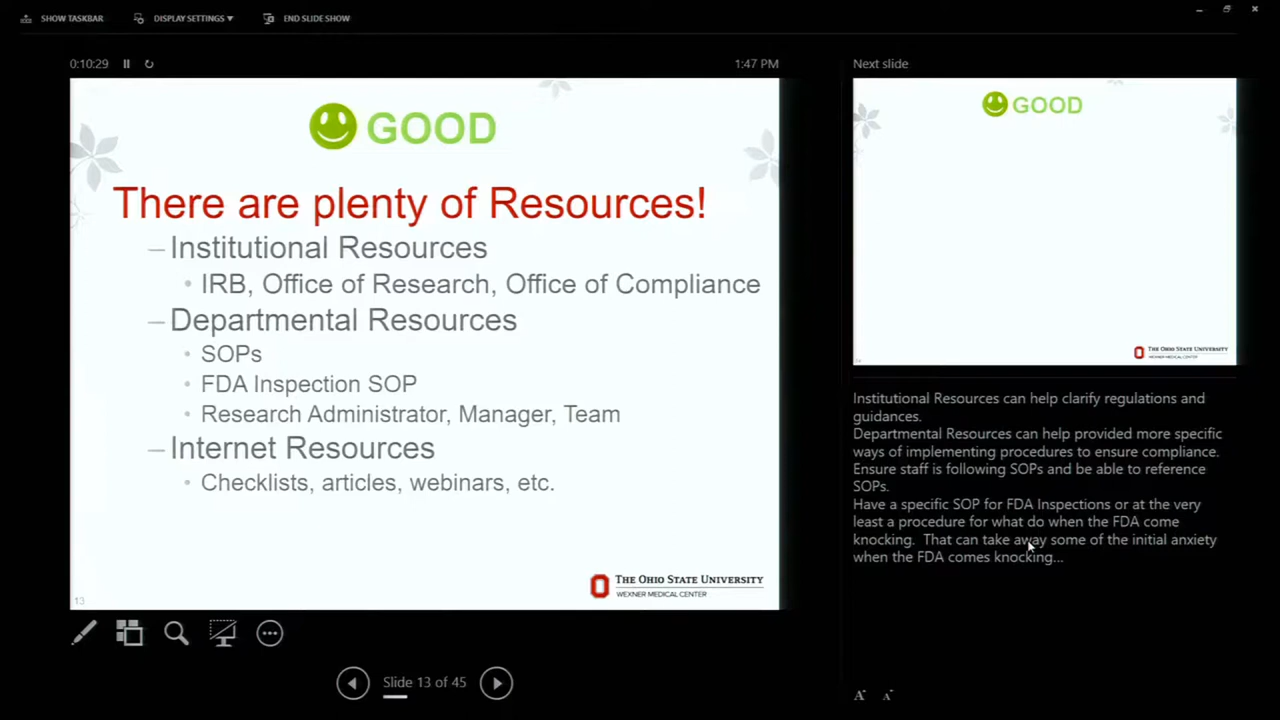 SHOW TASKBAR
DISPLAY SETTINGS
END SLIDE SHOW
0:10:29
1:47 PM
GOOD
There are plenty of Resources!
–Institutional Resources
• IRB, Office of Research, Office of Compliance
–Departmental Resources
• SOPs
• FDA Inspection SOP
• Research Administrator, Manager, Team
–Internet Resources
• Checklists, articles, webinars, etc.
THE OHIO STATE UNIVERSITY
WEXNER MEDICAL CENTER
13
Slide 13 of 45
Next slide
GOOD
THE OHIO STATE UNIVERSITY
WEXNER MEDICAL CENTER
14
Institutional Resources can help clarify regulations and
guidances.
Departmental Resources can help provided more specific
ways of implementing procedures to ensure compliance.
Ensure staff is following SOPs and be able to reference
SOPs.
Have a specific SOP for FDA Inspections or at the very
least a procedure for what do when the FDA come
knocking.  That can take away some of the initial anxiety
when the FDA comes knocking...
A A